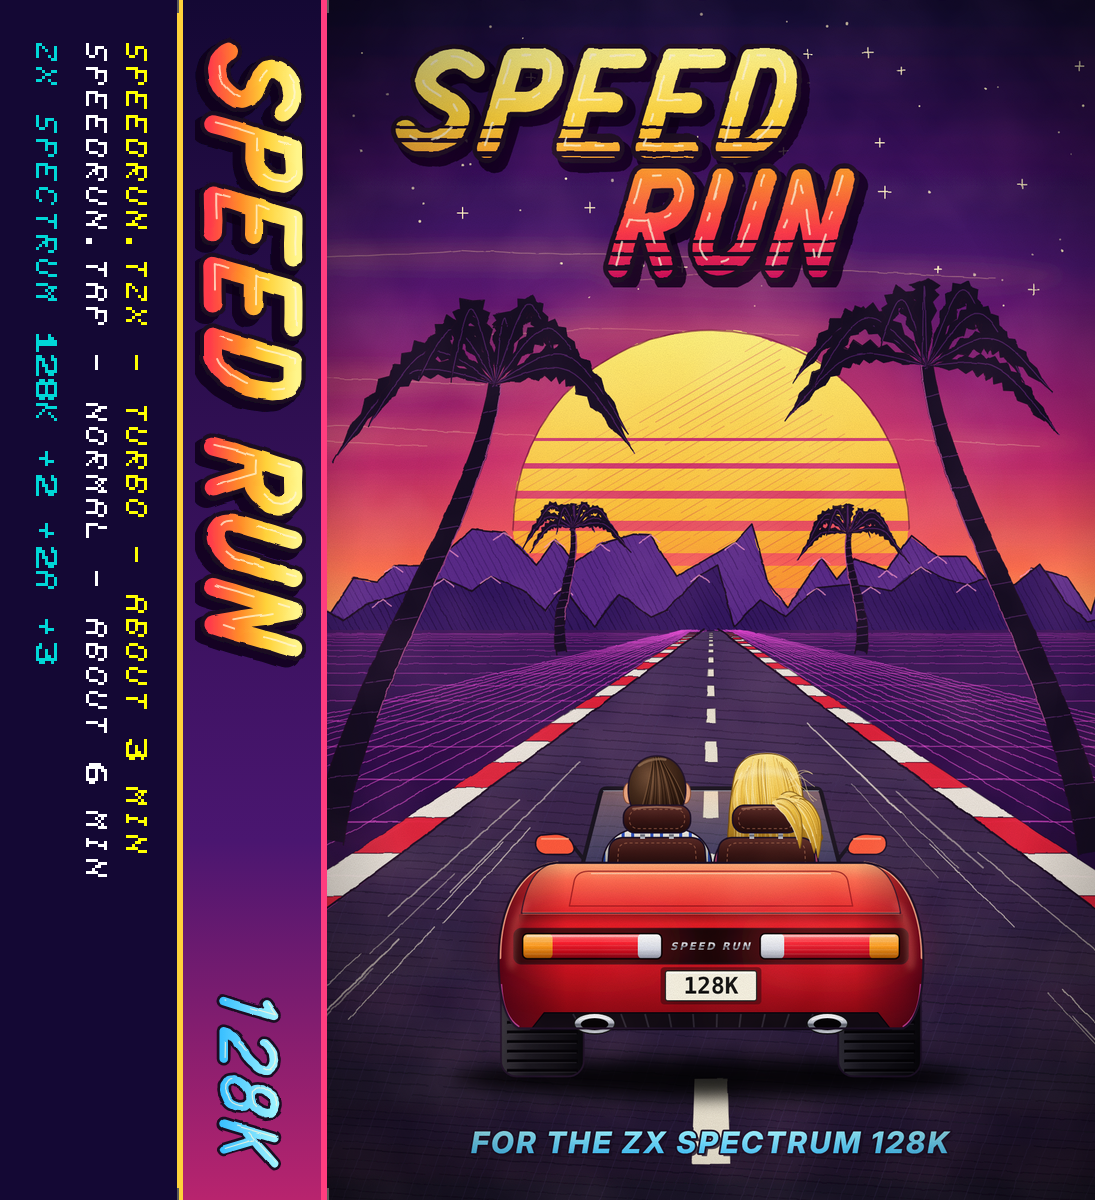 SPEEDRUN.TZX - TURBO - ABOUT 3 MIN
SPEEDRUN.TAP - NORMAL - ABOUT 6 MIN
ZX SPECTRUM 128K +2 +2A +3
SPEED RUN
128K
SPEED
RUN
SPEED RUN
128K
FOR THE ZX SPECTRUM 128K